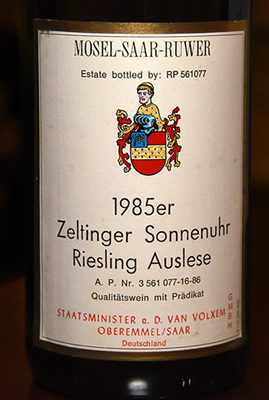 MOSEL-SAAR-RUWER
Estate bottled by: RP 561077
1985er
Zeltinger Sonnenuhr
Riesling Auslese
A. P. Nr. 3 561 077-16-86
Qualitätswein mit Prädikat
STAATSMINISTER a. D. VAN VOLXEM
OBEREMMEL/SAAR
Deutschland
GMBH